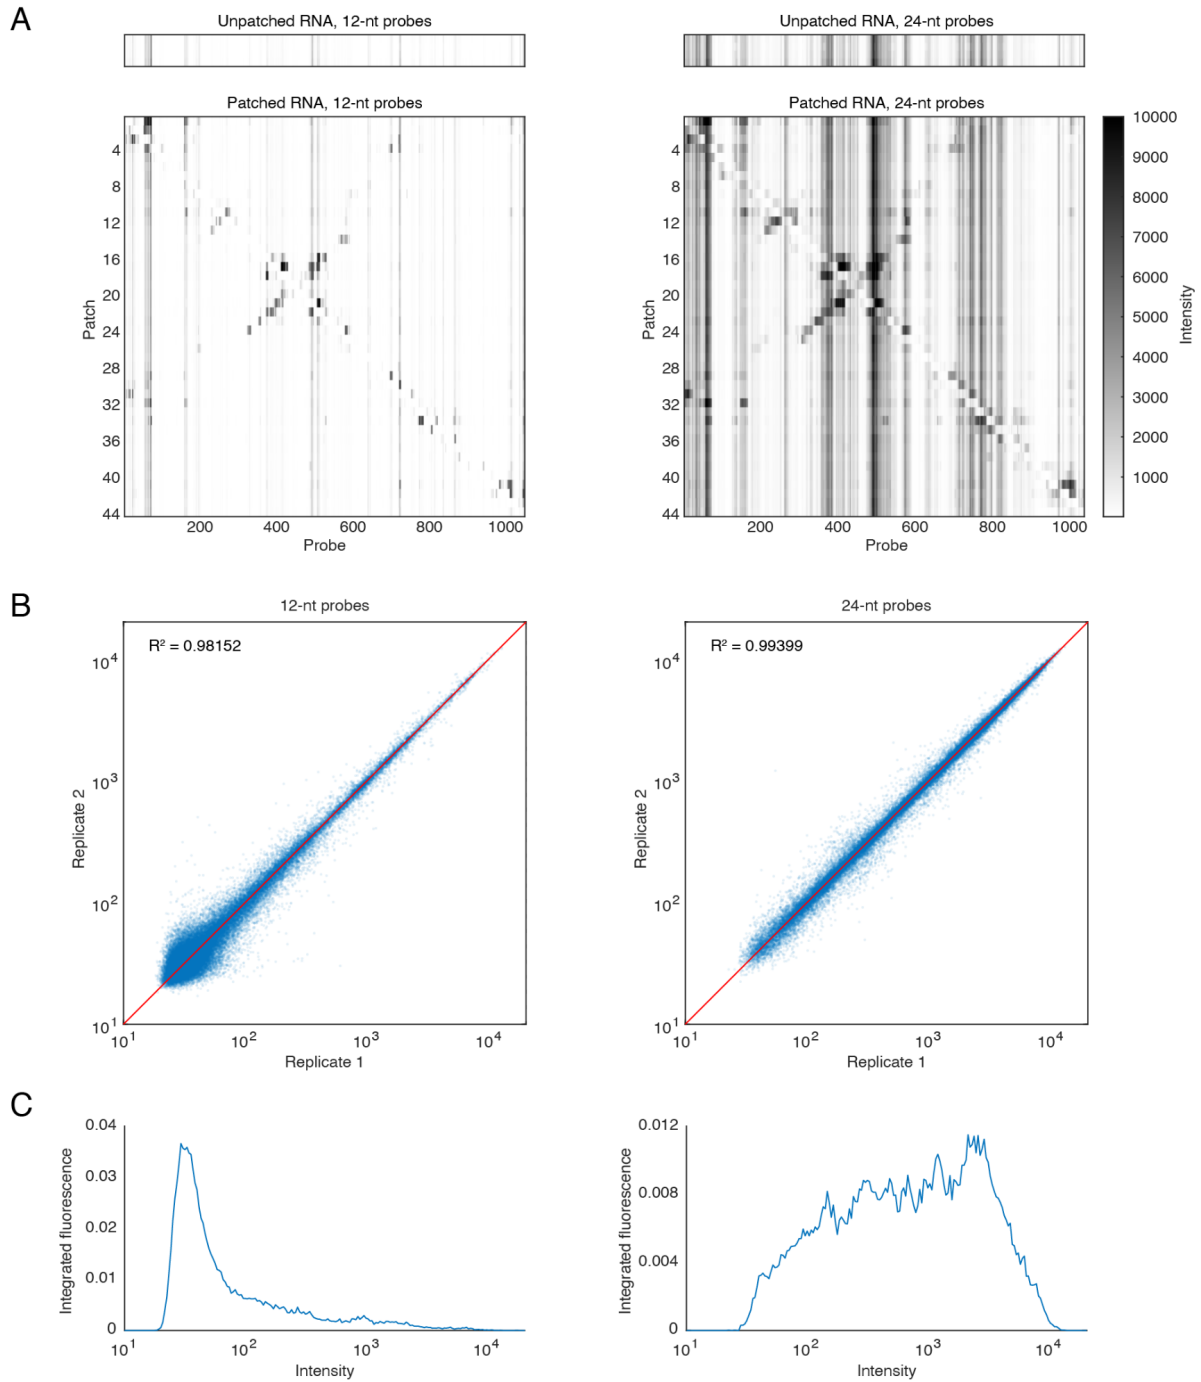 A
Unpatched RNA, 12-nt probes
Unpatched RNA, 24-nt probes
Patched RNA, 12-nt probes
Patched RNA, 24-nt probes
4
8
12
16
20
24
28
32
36
40
44
Patch
200 400 600 800 1000
Probe
4
8
12
16
20
24
28
32
36
40
44
Patch
200 400 600 800 1000
Probe
10000
9000
8000
7000
6000
5000
4000
3000
2000
1000
Intensity
B
12-nt probes
R² = 0.98152
10⁴
10³
10²
10¹
Replicate 2
10¹ 10² 10³ 10⁴
Replicate 1
24-nt probes
R² = 0.99399
10⁴
10³
10²
10¹
Replicate 2
10¹ 10² 10³ 10⁴
Replicate 1
C
0.04
0.03
0.02
0.01
0
Integrated fluorescence
10¹ 10² 10³ 10⁴
Intensity
0.012
0.008
0.004
0
Integrated fluorescence
10¹ 10² 10³ 10⁴
Intensity